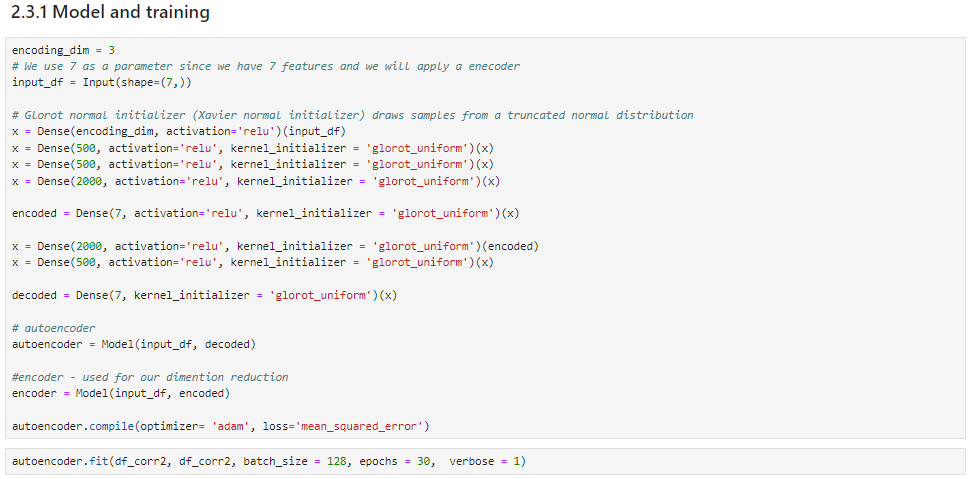 2.3.1 Model and training
encoding_dim = 3
# We use 7 as a parameter since we have 7 features and we will apply a enecoder
input_df = Input(shape=(7,))
# Glorot normal initializer (Xavier normal initializer) draws samples from a truncated normal distribution
x = Dense(encoding_dim, activation='relu')(input_df)
x = Dense(500, activation='relu', kernel_initializer = 'glorot_uniform')(x)
x = Dense(500, activation='relu', kernel_initializer = 'glorot_uniform')(x)
x = Dense(2000, activation='relu', kernel_initializer = 'glorot_uniform')(x)
encoded = Dense(7, activation='relu', kernel_initializer = 'glorot_uniform')(x)
x = Dense(2000, activation='relu', kernel_initializer = 'glorot_uniform')(encoded)
x = Dense(500, activation='relu', kernel_initializer = 'glorot_uniform')(x)
decoded = Dense(7, kernel_initializer = 'glorot_uniform')(x)
# autoencoder
autoencoder = Model(input_df, decoded)
#encoder - used for our dimention reduction
encoder = Model(input_df, encoded)
autoencoder.compile(optimizer= 'adam', loss='mean_squared_error')
autoencoder.fit(df_corr2, df_corr2, batch_size = 128, epochs = 30,  verbose = 1)